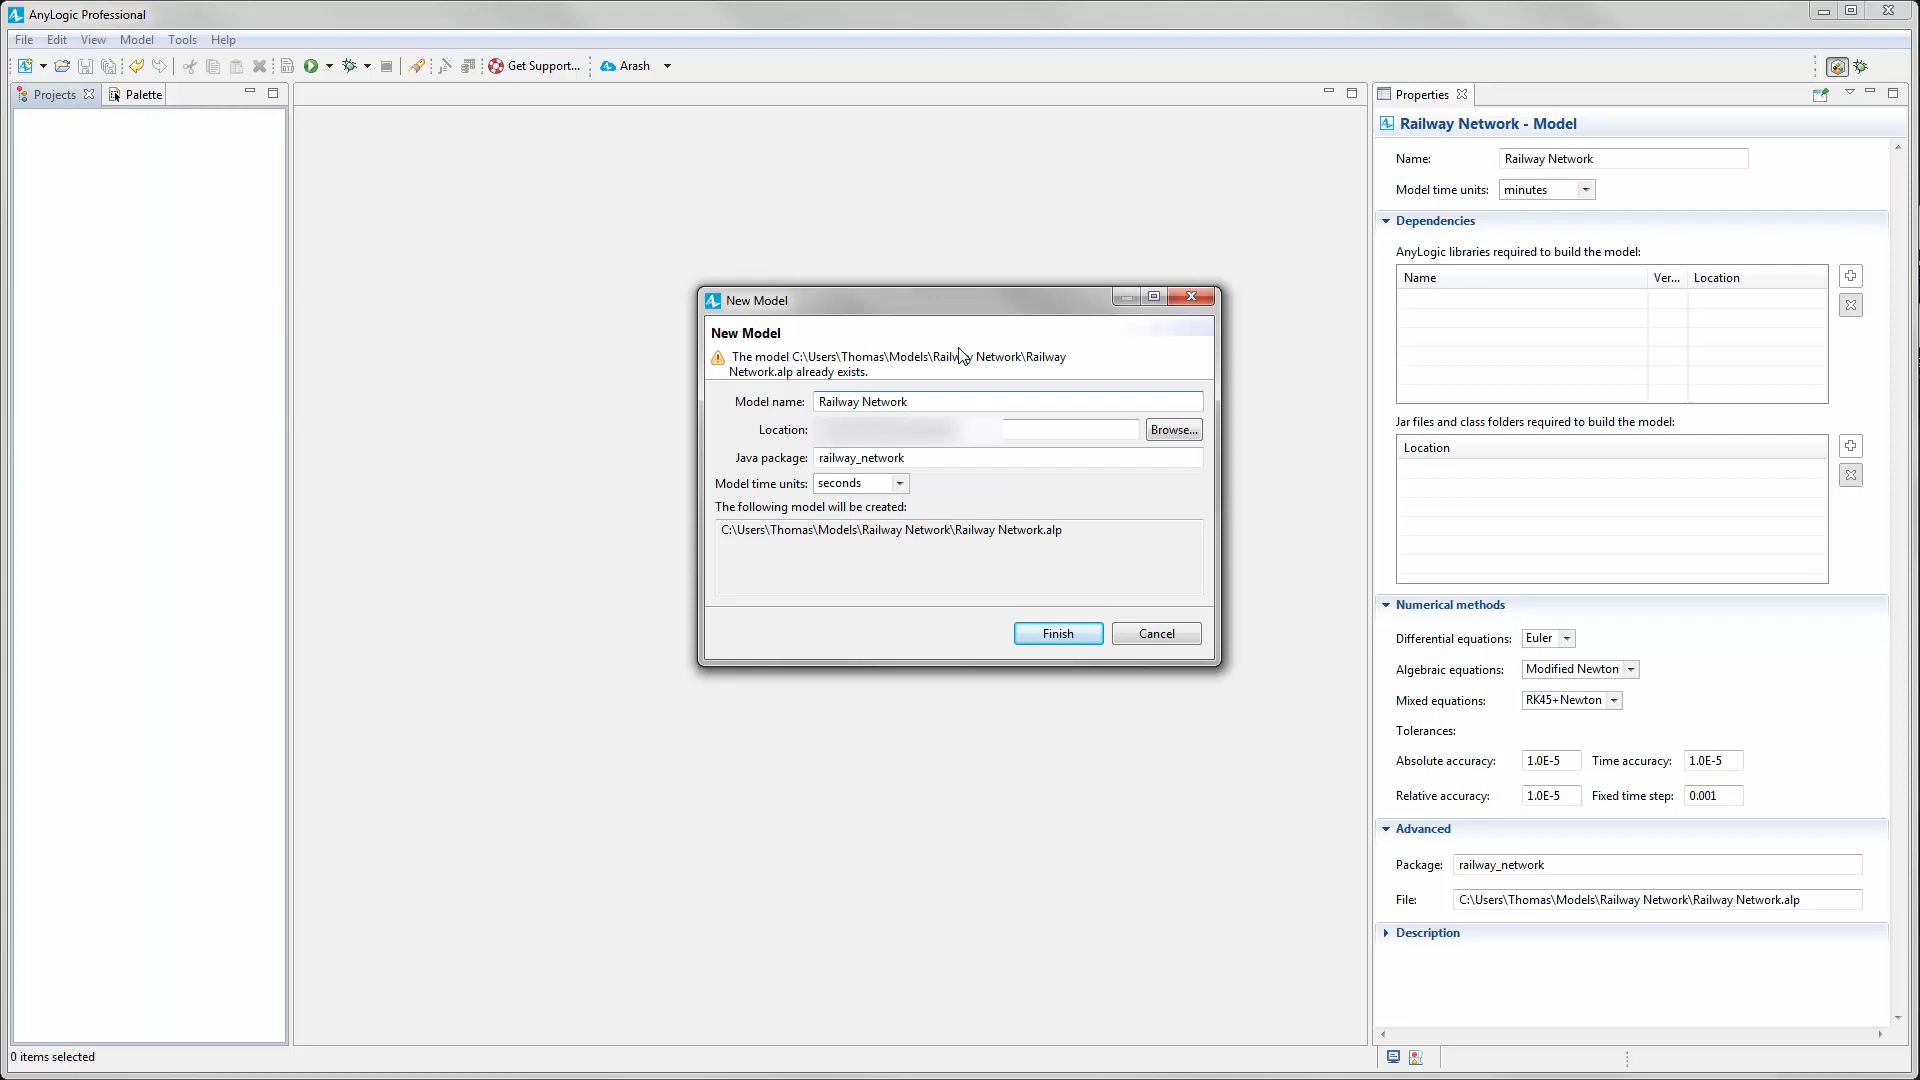 AnyLogic Professional
File Edit View Model Tools Help
Get Support... Arash
Projects Palette
Properties
Railway Network - Model
Name: Railway Network
Model time units: minutes
Dependencies
AnyLogic libraries required to build the model:
Name Ver... Location
Jar files and class folders required to build the model:
Location
Numerical methods
Differential equations: Euler
Algebraic equations: Modified Newton
Mixed equations: RK45+Newton
Tolerances:
Absolute accuracy: 1.0E-5 Time accuracy: 1.0E-5
Relative accuracy: 1.0E-5 Fixed time step: 0.001
Advanced
Package: railway_network
File: C:\Users\Thomas\Models\Railway Network\Railway Network.alp
Description
New Model
New Model
The model C:\Users\Thomas\Models\Railway Network\Railway
Network.alp already exists.
Model name: Railway Network
Location: Browse...
Java package: railway_network
Model time units: seconds
The following model will be created:
C:\Users\Thomas\Models\Railway Network\Railway Network.alp
Finish Cancel
0 items selected